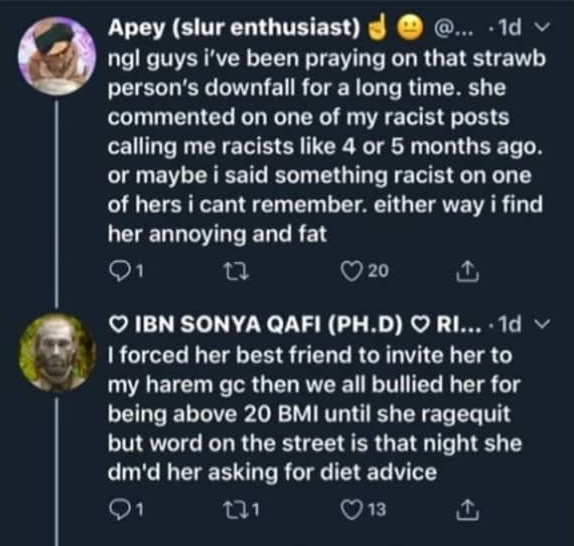 Apey (slur enthusiast) ☝️ 😐 @... · 1d
ngl guys i've been praying on that strawb
person's downfall for a long time. she
commented on one of my racist posts
calling me racists like 4 or 5 months ago.
or maybe i said something racist on one
of hers i cant remember. either way i find
her annoying and fat
1 20
♡ IBN SONYA QAFI (PH.D) ♡ RI... · 1d
I forced her best friend to invite her to
my harem gc then we all bullied her for
being above 20 BMI until she ragequit
but word on the street is that night she
dm'd her asking for diet advice
1 1 13